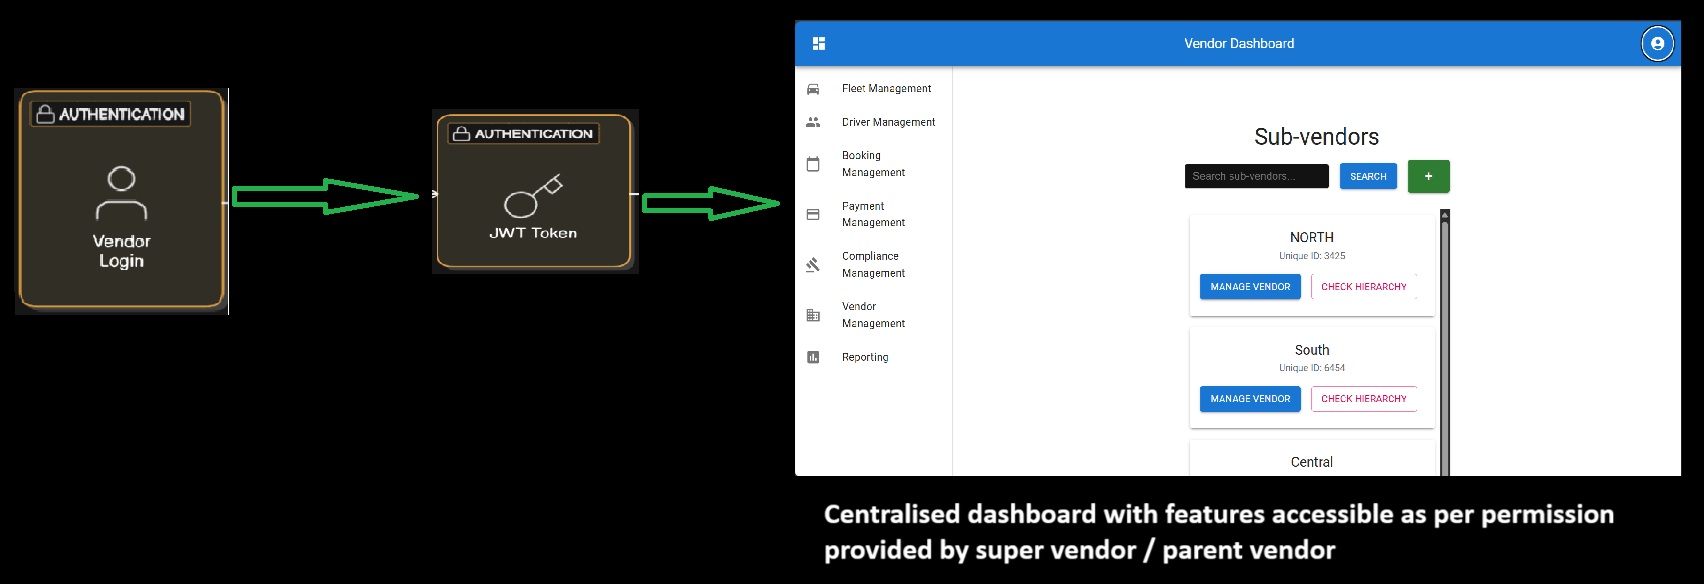 AUTHENTICATION
Vendor
Login
AUTHENTICATION
JWT Token
Vendor Dashboard
Fleet Management
Driver Management
Booking
Management
Payment
Management
Compliance
Management
Vendor
Management
Reporting
Sub-vendors
Search sub-vendors...
SEARCH
+
NORTH
Unique ID: 3425
MANAGE VENDOR
CHECK HIERARCHY
South
Unique ID: 6454
MANAGE VENDOR
CHECK HIERARCHY
Central
Centralised dashboard with features accessible as per permission
provided by super vendor / parent vendor